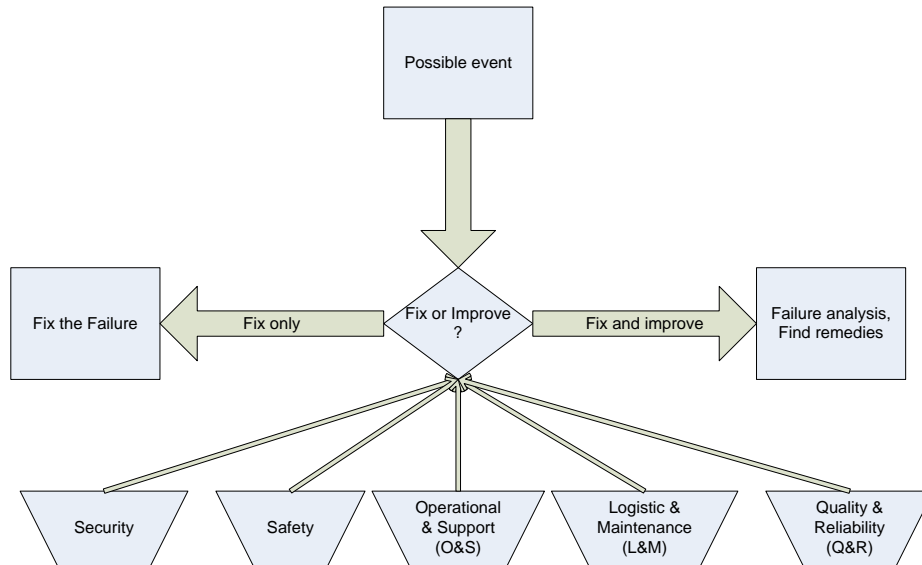 Possible event
Fix the Failure
Fix only
Fix or Improve
?
Fix and improve
Failure analysis,
Find remedies
Security
Safety
Operational
& Support
(O&S)
Logistic &
Maintenance
(L&M)
Quality &
Reliability
(Q&R)